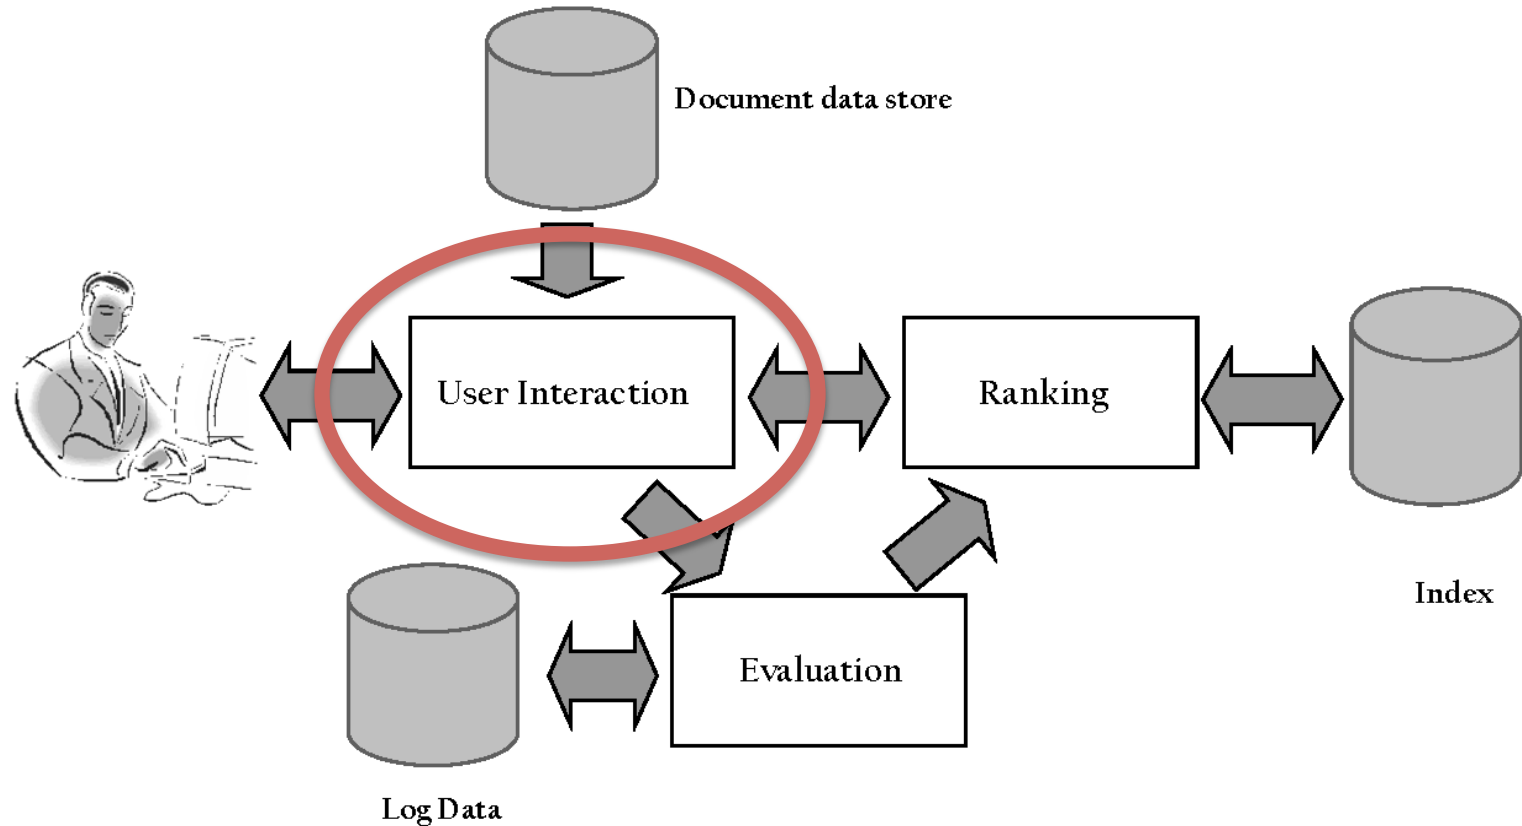 Document data store
User Interaction
Ranking
Index
Evaluation
Log Data